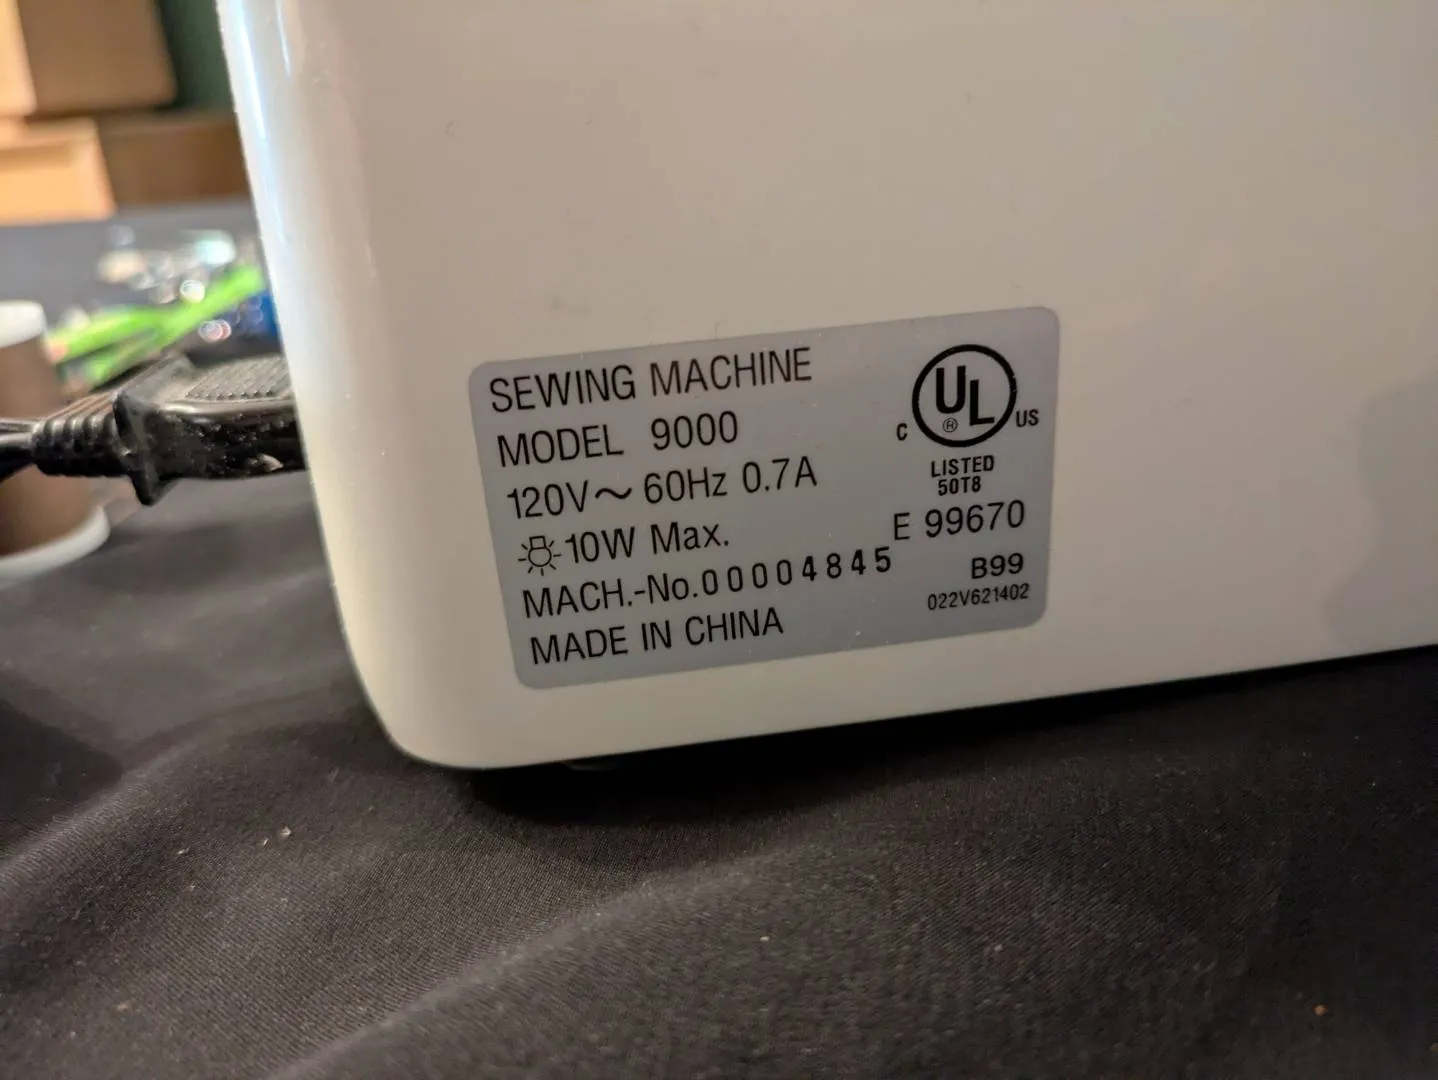 SEWING MACHINE
MODEL 9000
120V~ 60Hz 0.7A
10W Max.
MACH.-No.00004845
MADE IN CHINA
C UL® US
LISTED
50T8
E 99670
B99
022V621402